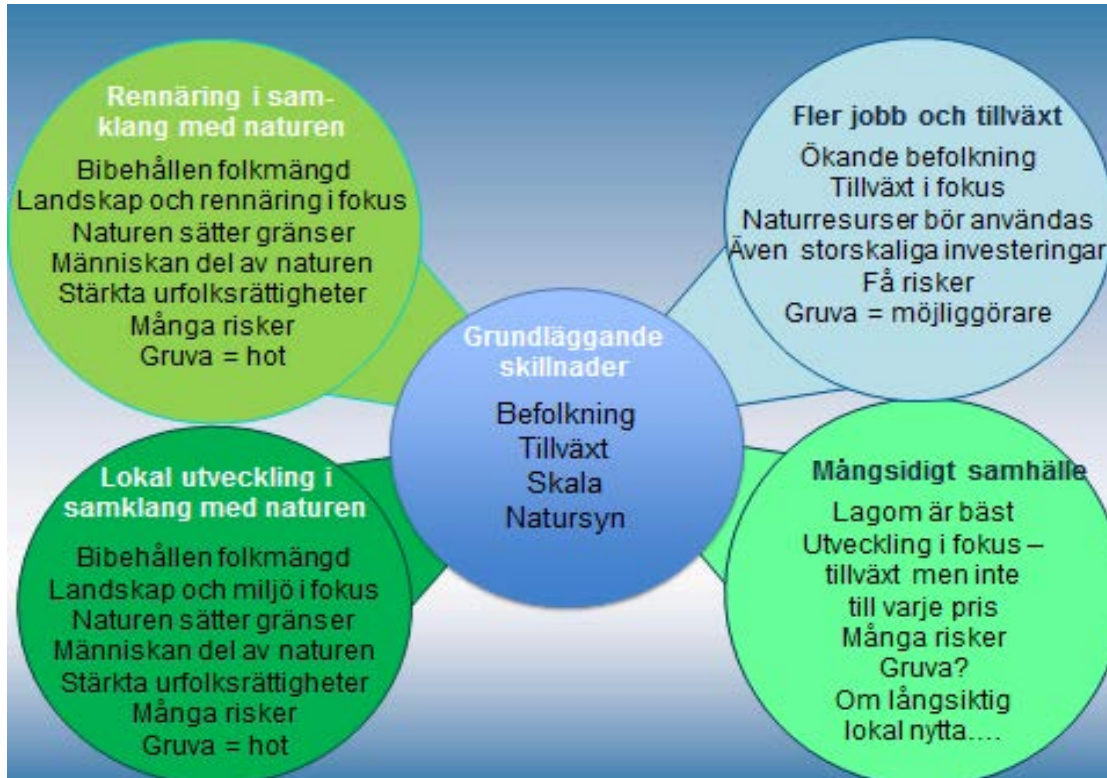 Rennäring i sam-
klang med naturen
Bibehållen folkmängd
Landskap och rennäring i fokus
Naturen sätter gränser
Människan del av naturen
Stärkta urfolksrättigheter
Många risker
Gruva = hot
Fler jobb och tillväxt
Ökande befolkning
Tillväxt i fokus
Naturresurser bör användas
Även storskaliga investeringar
Få risker
Gruva = möjliggörare
Grundläggande
skillnader
Befolkning
Tillväxt
Skala
Natursyn
Lokal utveckling i
samklang med naturen
Bibehållen folkmängd
Landskap och miljö i fokus
Naturen sätter gränser
Människan del av naturen
Stärkta urfolksrättigheter
Många risker
Gruva = hot
Mångsidigt samhälle
Lagom är bäst
Utveckling i fokus –
tillväxt men inte
till varje pris
Många risker
Gruva?
Om långsiktig
lokal nytta….